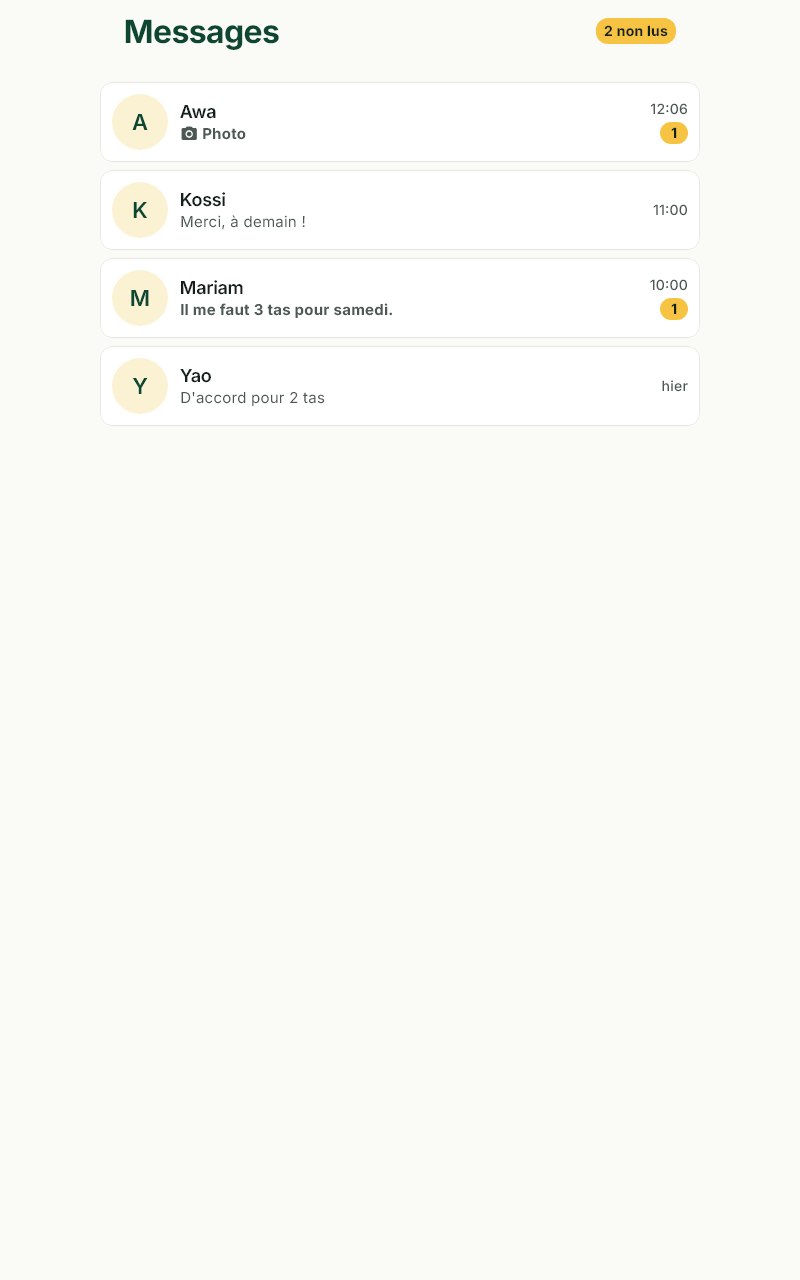 Messages
2 non lus
A
Awa
12:06
Photo
1
K
Kossi
Merci, à demain !
11:00
M
Mariam
10:00
Il me faut 3 tas pour samedi.
1
Y
Yao
D'accord pour 2 tas
hier